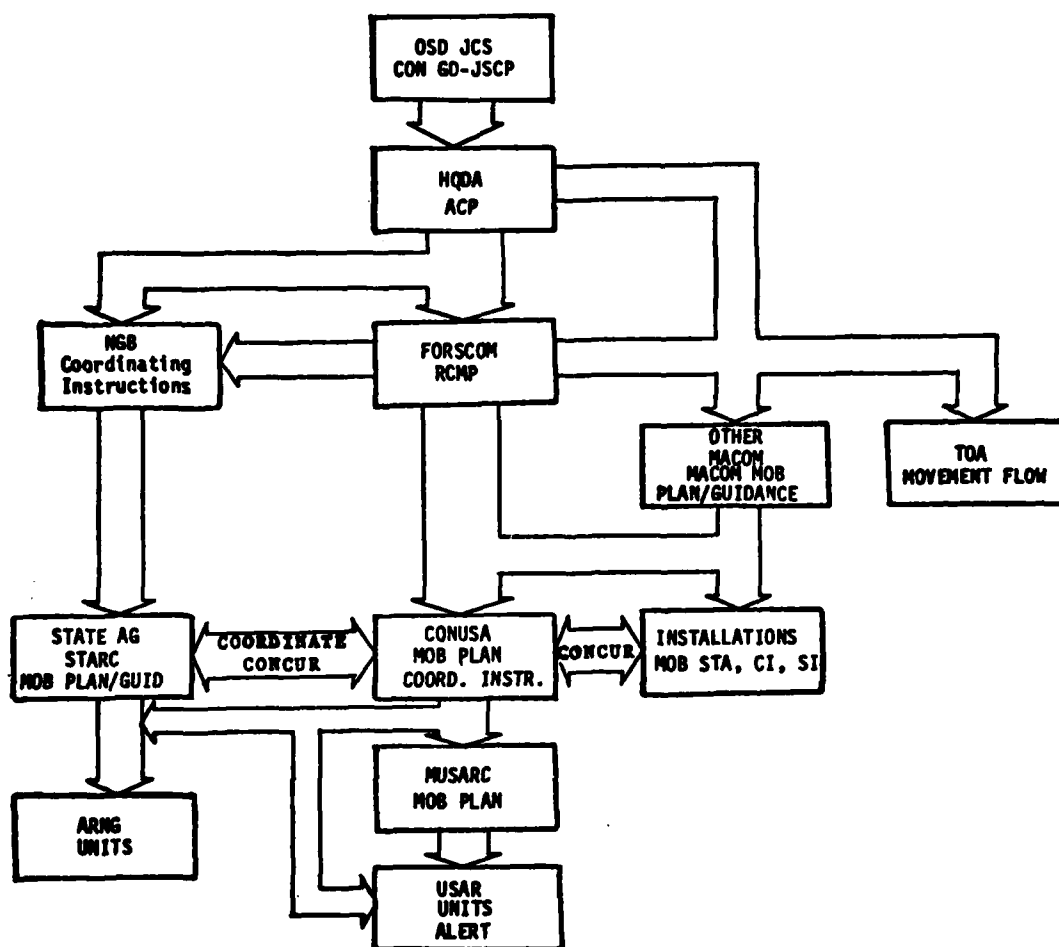 OSD JCS
CON GD-JSCP
HQDA
ACP
NGB
Coordinating
Instructions
FORSCOM
RCMP
OTHER
MACOM
MACOM MOB
PLAN/GUIDANCE
TOA
MOVEMENT FLOW
STATE AG
STARC
MOB PLAN/GUID
COORDINATE
CONCUR
CONUSA
MOB PLAN
COORD. INSTR.
CONCUR
INSTALLATIONS
MOB STA, CI, SI
MUSARC
MOB PLAN
ARNG
UNITS
USAR
UNITS
ALERT